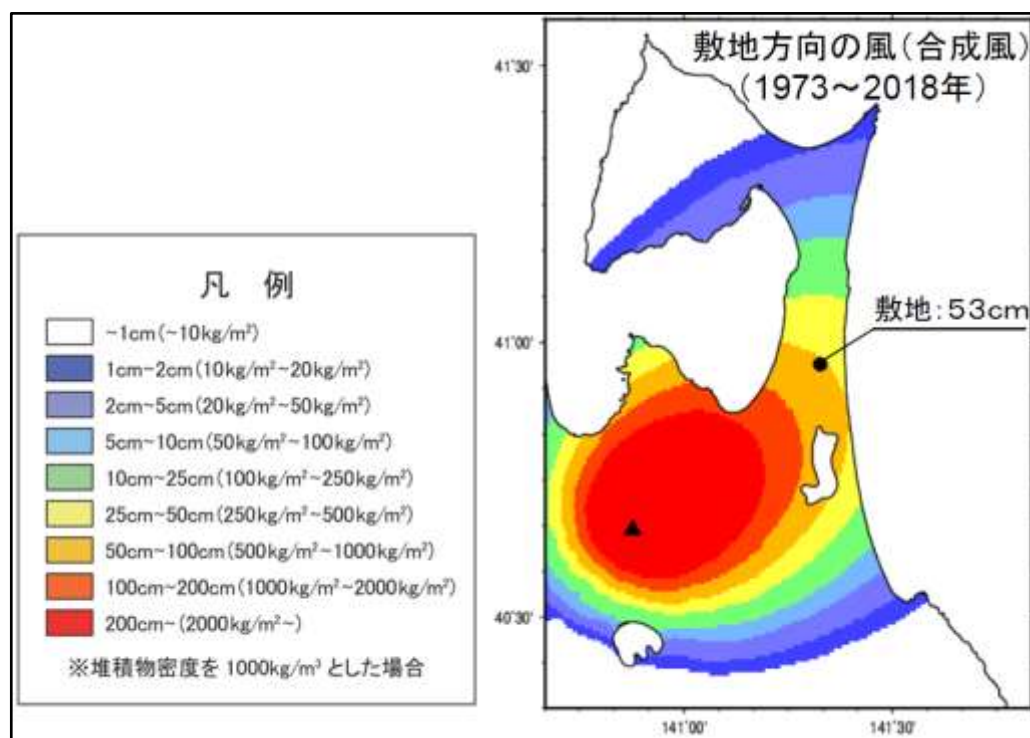 敷地方向の風(合成風)
(1973～2018年)
41°30'
敷地：53cm
41°00'
40°30'
141°00'
141°30'
凡 例
~1cm(~10kg/m²)
1cm~2cm(10kg/m²~20kg/m²)
2cm~5cm(20kg/m²~50kg/m²)
5cm~10cm(50kg/m²~100kg/m²)
10cm~25cm(100kg/m²~250kg/m²)
25cm~50cm(250kg/m²~500kg/m²)
50cm~100cm(500kg/m²~1000kg/m²)
100cm~200cm(1000kg/m²~2000kg/m²)
200cm~(2000kg/m²~)
※堆積物密度を1000kg/m³とした場合